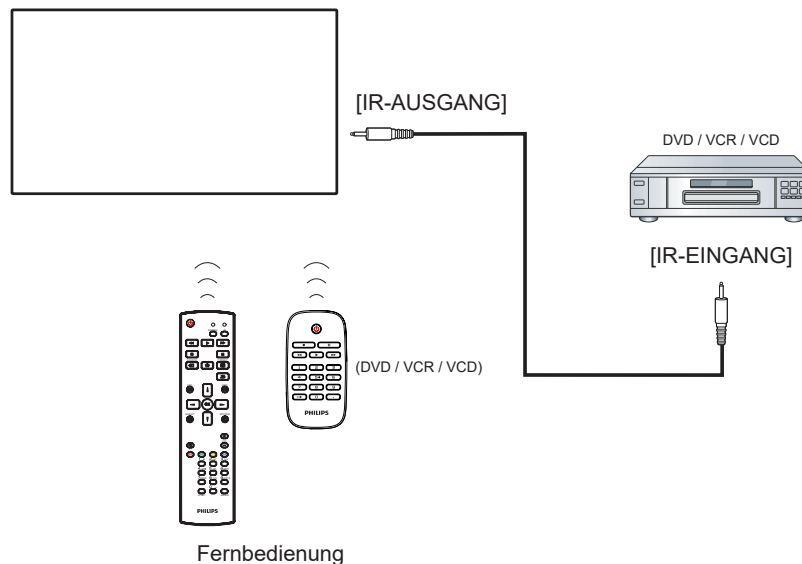 [IR-AUSGANG]
DVD / VCR / VCD
[IR-EINGANG]
(DVD / VCR / VCD)
PHILIPS
PHILIPS
Fernbedienung